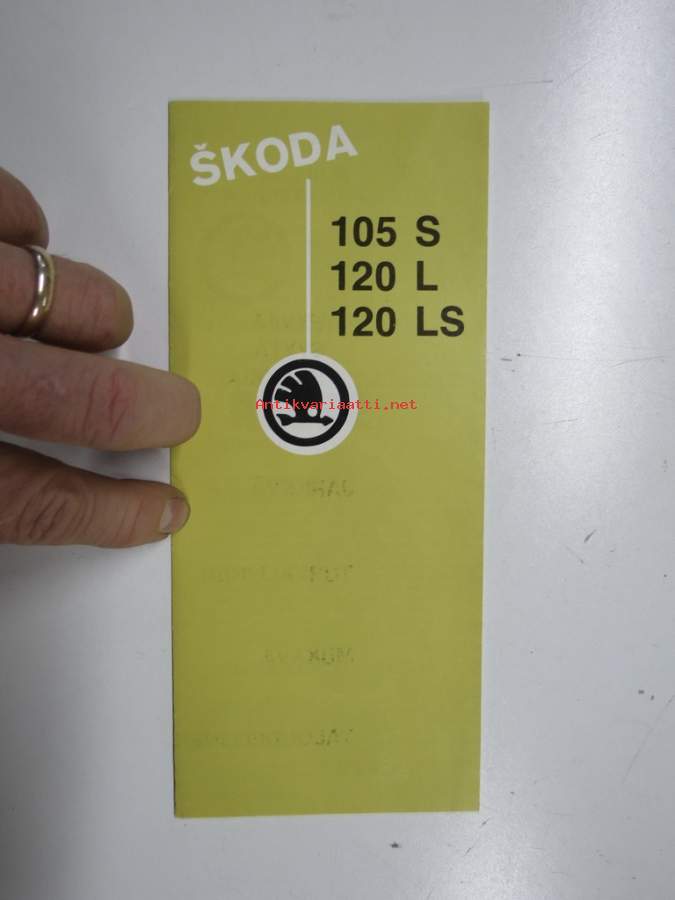 ŠKODA
105 S
120 L
120 LS
Antikvariaatti.net